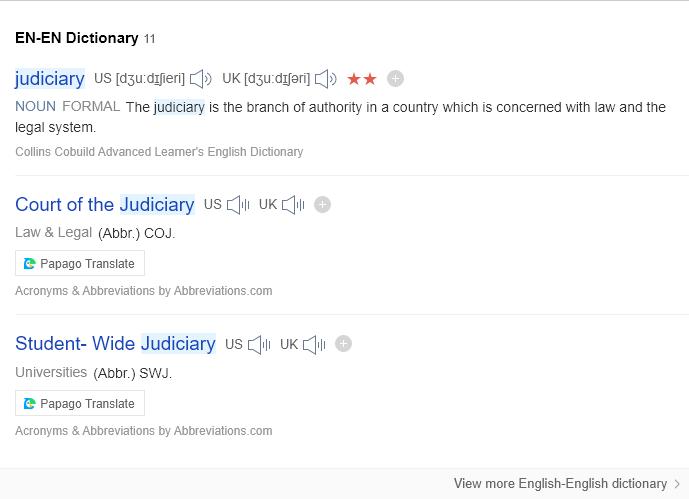 EN-EN Dictionary 11
judiciary US [dʒuːdɪʃieri] UK [dʒuːdɪʃəri] ★★
NOUN FORMAL The judiciary is the branch of authority in a country which is concerned with law and the
legal system.
Collins Cobuild Advanced Learner's English Dictionary
Court of the Judiciary US UK
Law & Legal (Abbr.) COJ.
Papago Translate
Acronyms & Abbreviations by Abbreviations.com
Student- Wide Judiciary US UK
Universities (Abbr.) SWJ.
Papago Translate
Acronyms & Abbreviations by Abbreviations.com
View more English-English dictionary >